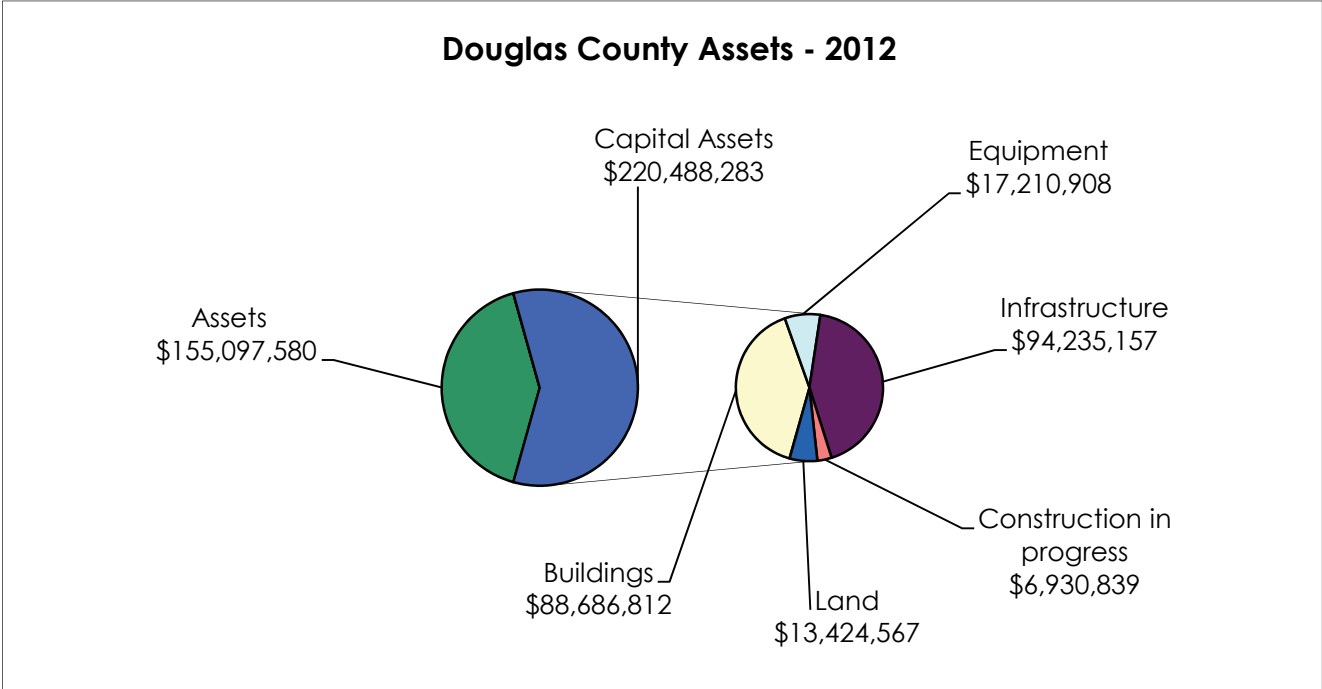 Douglas County Assets - 2012
Capital Assets
$220,488,283
Equipment
$17,210,908
Assets
$155,097,580
Infrastructure
$94,235,157
Construction in
progress
$6,930,839
Buildings
$88,686,812
Land
$13,424,567